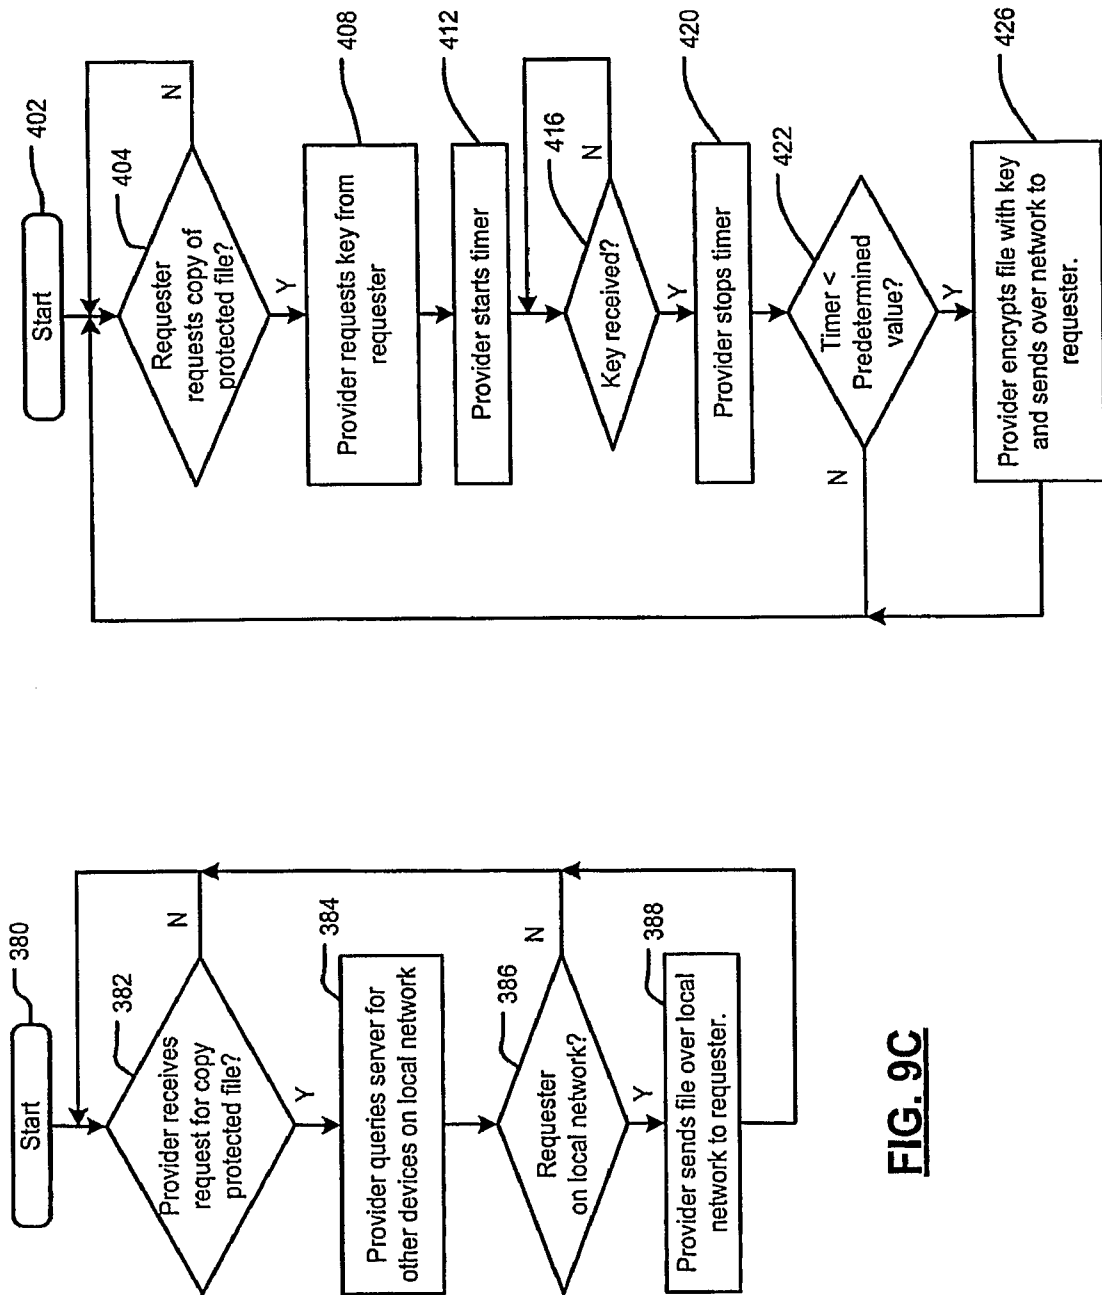 Start
380
Provider receives
request for copy
protected file?
382
N
Y
Provider queries server for
other devices on local network
384
Requester
on local network?
386
N
Y
Provider sends file over local
network to requester.
388
FIG. 9C
Start
402
Requester
requests copy of
protected file?
404
N
Y
Provider requests key from
requester
408
Provider starts timer
412
Key received?
416
N
Y
Provider stops timer
420
Timer <
Predetermined
value?
422
N
Y
Provider encrypts file with key
and sends over network to
requester.
426